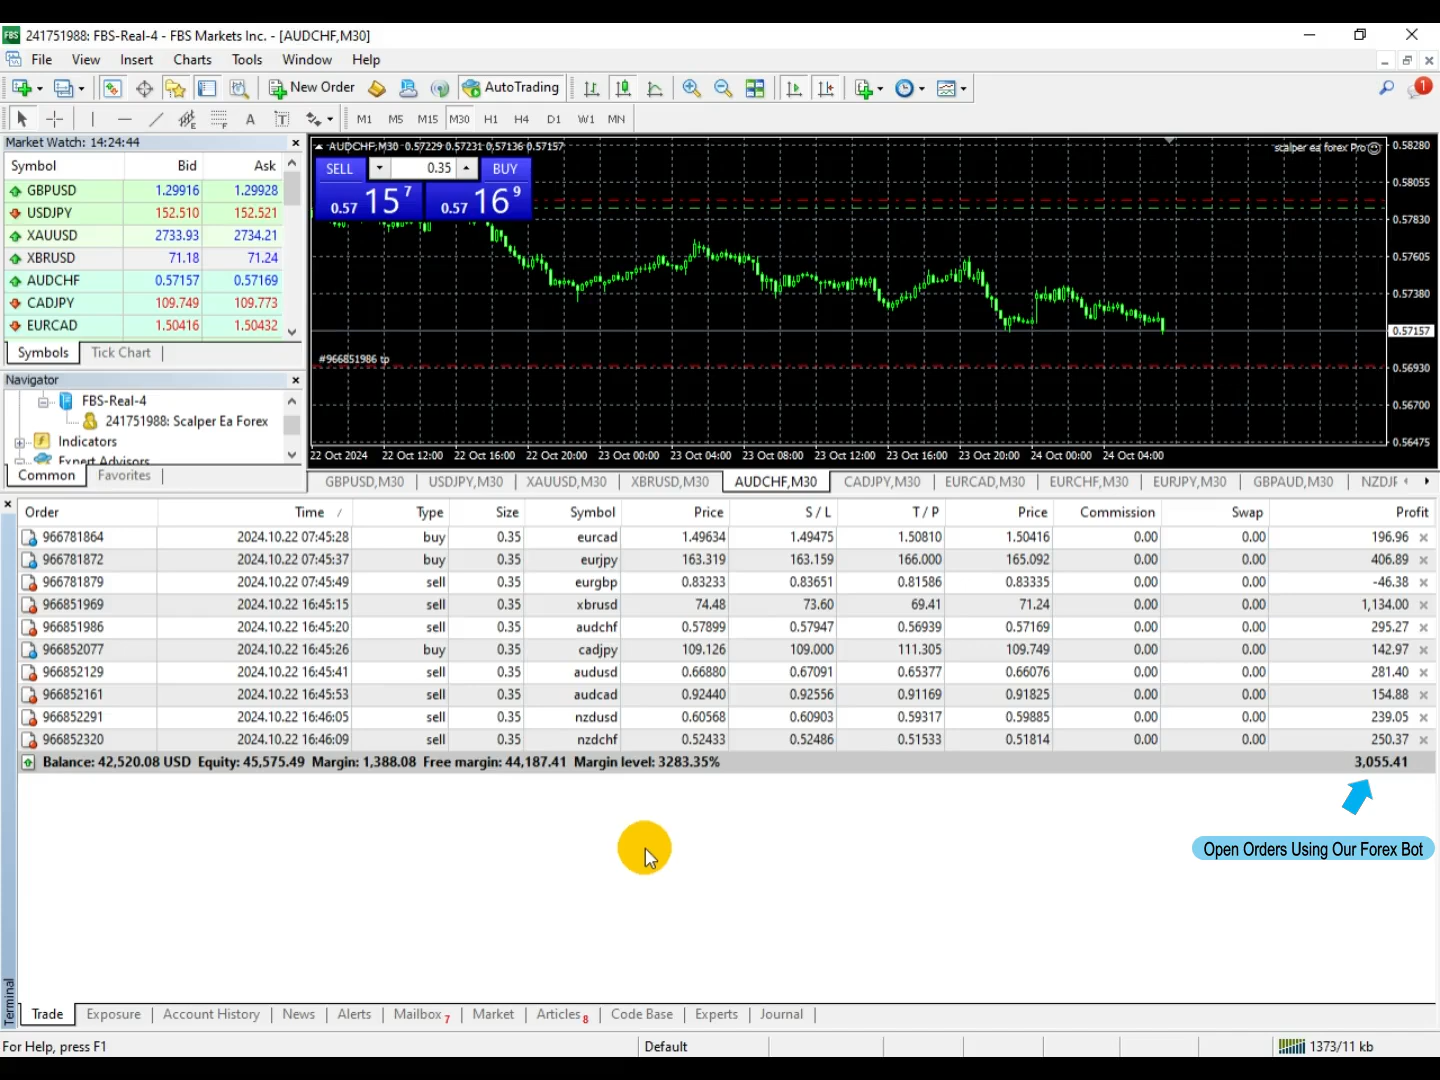 241751988: FBS-Real-4 - FBS Markets Inc. - [AUDCHF,M30]
File View Insert Charts Tools Window Help
New Order AutoTrading 1
A T M1 M5 M15 M30 H1 H4 D1 W1 MN
Market Watch: 14:24:44
Symbol Bid Ask
GBPUSD 1.29916 1.29928
USDJPY 152.510 152.521
XAUUSD 2733.93 2734.21
XBRUSD 71.18 71.24
AUDCHF 0.57157 0.57169
CADJPY 109.749 109.773
EURCAD 1.50416 1.50432
Symbols Tick Chart
Navigator
FBS-Real-4
241751988: Scalper Ea Forex
Indicators
Expert Advisors
Common Favorites
AUDCHF,M30 0.57229 0.57231 0.57136 0.57157
scalper ea forex Pro
SELL 0.35 BUY
0.57 15 7 0.57 16 9
#966851986 tp
0.58280
0.58055
0.57830
0.57605
0.57380
0.57157
0.56930
0.56700
0.56475
22 Oct 2024 22 Oct 12:00 22 Oct 16:00 22 Oct 20:00 23 Oct 00:00 23 Oct 04:00 23 Oct 08:00 23 Oct 12:00 23 Oct 16:00 23 Oct 20:00 24 Oct 00:00 24 Oct 04:00
GBPUSD,M30 USDJPY,M30 XAUUSD,M30 XBRUSD,M30 AUDCHF,M30 CADJPY,M30 EURCAD,M30 EURCHF,M30 EURJPY,M30 GBPAUD,M30
Order Time Type Size Symbol Price S / L T / P Price Commission Swap Profit
966781864 2024.10.22 07:45:28 buy 0.35 eurcad 1.49634 1.49475 1.50810 1.50416 0.00 0.00 196.96
966781872 2024.10.22 07:45:37 buy 0.35 eurjpy 163.319 163.159 166.000 165.092 0.00 0.00 406.89
966781879 2024.10.22 07:45:49 sell 0.35 eurgbp 0.83233 0.83651 0.81586 0.83335 0.00 0.00 -46.38
966851969 2024.10.22 16:45:15 sell 0.35 xbrusd 74.48 73.60 69.41 71.24 0.00 0.00 1,134.00
966851986 2024.10.22 16:45:20 sell 0.35 audchf 0.57899 0.57947 0.56939 0.57169 0.00 0.00 295.27
966852077 2024.10.22 16:45:26 buy 0.35 cadjpy 109.126 109.000 111.305 109.749 0.00 0.00 142.97
966852129 2024.10.22 16:45:41 sell 0.35 audusd 0.66880 0.67091 0.65377 0.66076 0.00 0.00 281.40
966852161 2024.10.22 16:45:53 sell 0.35 audcad 0.92440 0.92556 0.91169 0.91825 0.00 0.00 154.88
966852291 2024.10.22 16:46:05 sell 0.35 nzdusd 0.60568 0.60903 0.59317 0.59885 0.00 0.00 239.05
966852320 2024.10.22 16:46:09 sell 0.35 nzdchf 0.52433 0.52486 0.51533 0.51814 0.00 0.00 250.37
Balance: 42,520.08 USD Equity: 45,575.49 Margin: 1,388.08 Free margin: 44,187.41 Margin level: 3283.35% 3,055.41
Open Orders Using Our Forex Bot
Terminal
Trade Exposure Account History News Alerts Mailbox 7 Market Articles 8 Code Base Experts Journal
For Help, press F1 Default 1373/11 kb